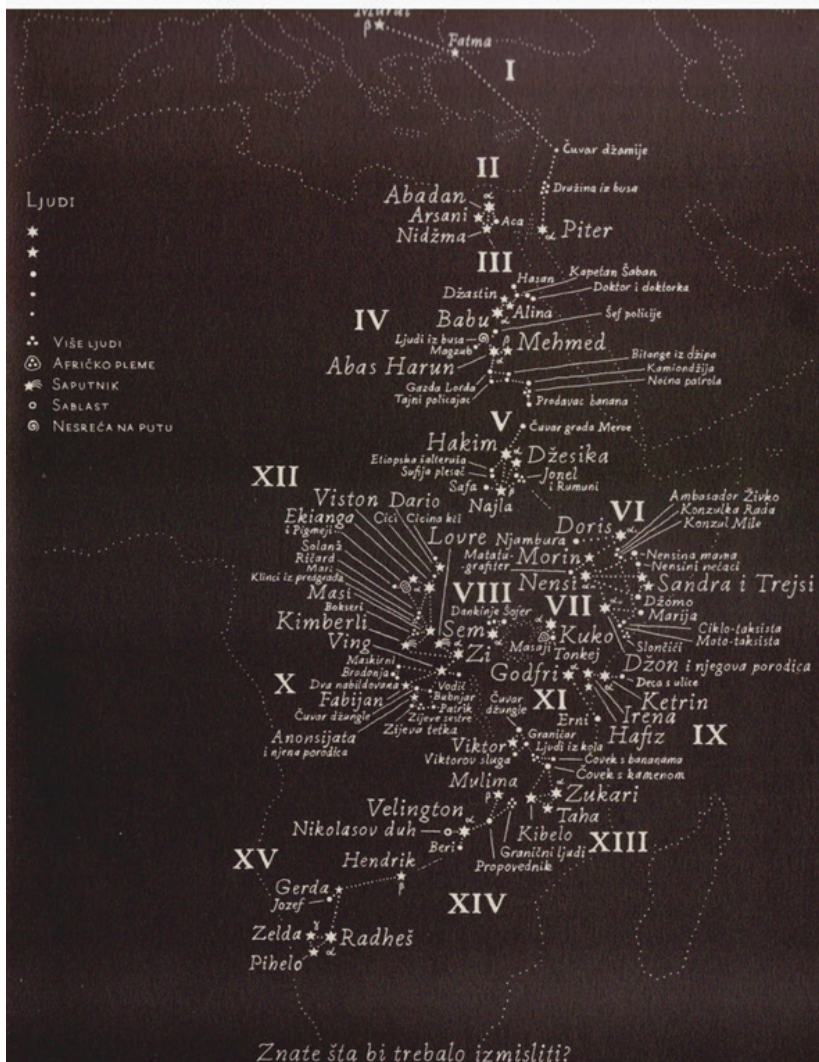 Murat
β
Fatma
I
Čuvar džamije
II
Družina iz busa
Ljudi
α
Abadan
Arsani
Aca
Nidžma
α Piter
III
Hasan
Kapetan Šaban
Doktor i doktorka
Džastin
Alina
IV
Babu
α
Šef policije
Ljudi iz busa
β
Mehmed
Magzub
α
Više ljudi
Abas Harun
Bitange iz džipa
Afričko pleme
Kamiondžija
Gazda Lorda
Noćna patrola
Saputnik
Tajni policajac
Sablast
Prodavac banana
Nesreća na putu
V
Čuvar grada Meroe
Hakim
α
Džesika
Etiopska šalteruša
Sufija plesač
Jonel
i Rumuni
XII
Safa
β
Najla
Ambasador Živko
Viston
Dario
VI
Konzulka Rada
Ekianga
Cici
Cicina kći
Doris
α
Konzul Mile
i Pigmeji
Lovre
Njambura
Solanž
Matatu-
grafiter
Morin
Nensina mama
Ričard
Nensini nećaci
Mari
Nensi
α
Sandra i Trejsi
Klinci iz predgrađa
α
VIII
Masi
Dankinje
Šofer
VII
Džomo
Bokseri
α
Marija
Kimberli
Sem
α
Kuko
Ciklo-taksista
Masaji
Moto-taksista
Ving
Zi
Tonkej
Slončići
Maskirni
Godfri
α
Džon i njegova porodica
X
Brodonja
Vodič
Deca s ulice
Dva nabildovana
Bubnjar
Čuvar
džungle
Ketrin
Fabijan
Patrik
XI
Irena
Čuvar džungle
Zijeve sestre
Erni
Hafiz
IX
Anonsijata
Zijeva tetka
Graničar
i njena porodica
Viktor
Ljudi iz kola
Viktorov sluga
Čovek s bananama
Čovek s kamenom
Mulima
α
β
Zukari
Velington
α
Taha
Nikolasov duh
Kibelo
Beri
Granični ljudi
XIII
XV
Propovednik
Hendrik
β
Gerda
XIV
Jozef
Zelda
γ
Radheš
Pihelo
α
Znate šta bi trebalo izmisliti?